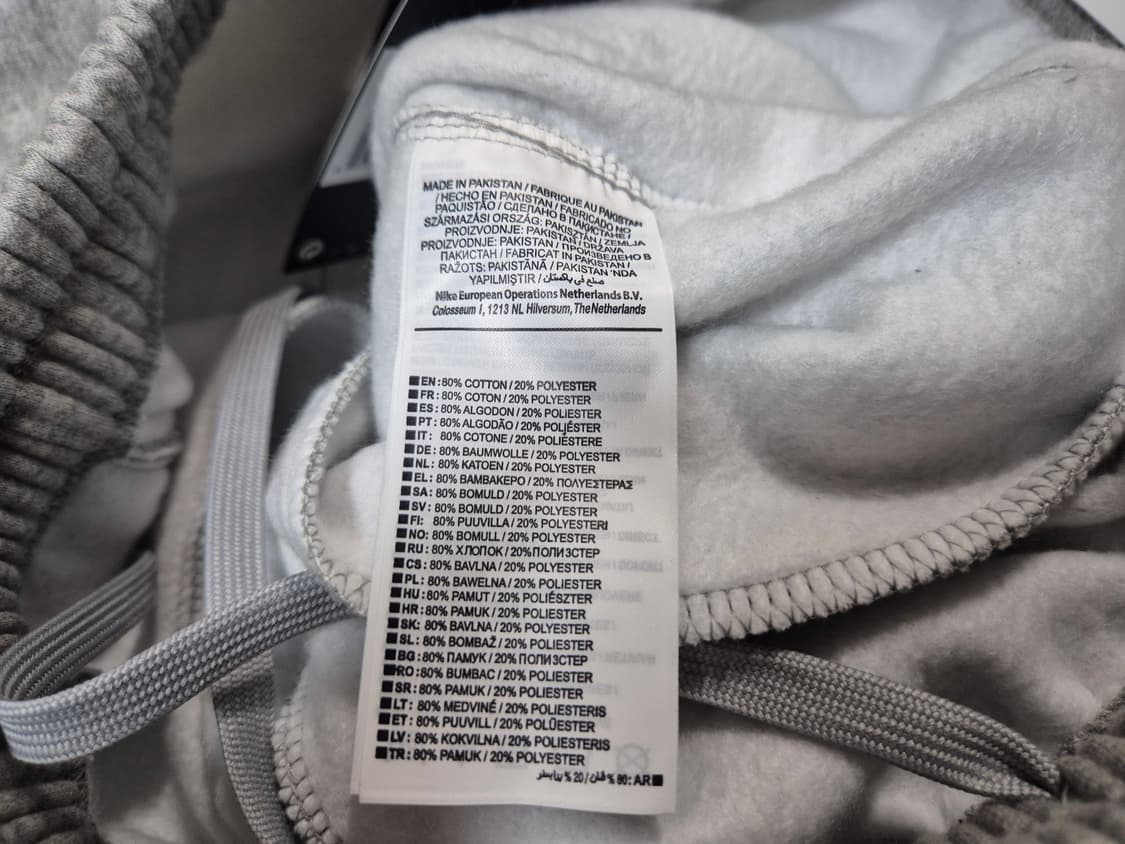 MADE IN PAKISTAN / FABRIQUE AU PAKISTAN
/ HECHO EN PAKISTAN / FABRICADO NO
PAQUISTÃO / СДЕЛАНО В ПАКИСТАНЕ /
SZÁRMAZÁSI ORSZÁG: PAKISZTÁN / ZEMLJA
PROIZVODNJE: PAKISTAN / DRŽAVA
PROIZVODNJE: PAKISTAN / ПРОИЗВЕДЕНО В
ПАКИСТАН / FABRICAT IN PAKISTAN /
RAŽOTS: PAKISTĀNĀ / PAKISTAN 'NDA
YAPILMIŞTIR / صنع في باكستان
Nike European Operations Netherlands B.V.
Colosseum I, 1213 NL Hilversum, The Netherlands
EN: 80% COTTON / 20% POLYESTER
FR: 80% COTON / 20% POLYESTER
ES: 80% ALGODON / 20% POLIESTER
PT: 80% ALGODÃO / 20% POLJÉSTER
IT: 80% COTONE / 20% POLIESTERE
DE: 80% BAUMWOLLE / 20% POLYESTER
NL: 80% KATOEN / 20% POLYESTER
EL: 80% BAMBAKEPO / 20% ΠΟΛΥΕΣΤΕΡΑΣ
SA: 80% BOMULD / 20% POLYESTER
SV: 80% BOMULD / 20% POLYESTER
FI: 80% PUUVILLA / 20% POLYESTERI
NO: 80% BOMULL / 20% POLYESTER
RU: 80% ХЛОПОК / 20%ПОЛИЗСТЕР
CS: 80% BAVLNA / 20% POLYESTER
PL: 80% BAWELNA / 20% POLIESTER
HU: 80% PAMUT / 20% POLIÉSZTER
HR: 80% PAMUK / 20% POLIESTER
SK: 80% BAVLNA / 20% POLYESTER
SL: 80% BOMBAŽ / 20% POLIESTER
BG: 80% ПАМУК / 20% ПОЛИЗСТЕР
RO: 80% BUMBAC / 20% POLIESTER
SR: 80% PAMUK / 20% POLIESTER
LT: 80% MEDVINÉ / 20% POLIESTERIS
ET: 80% PUUVILL / 20% POLÜESTER
LV: 80% KOKVILNA / 20% POLIESTERIS
TR: 80% PAMUK / 20% POLYESTER
AR :80 % قطن / 20 %